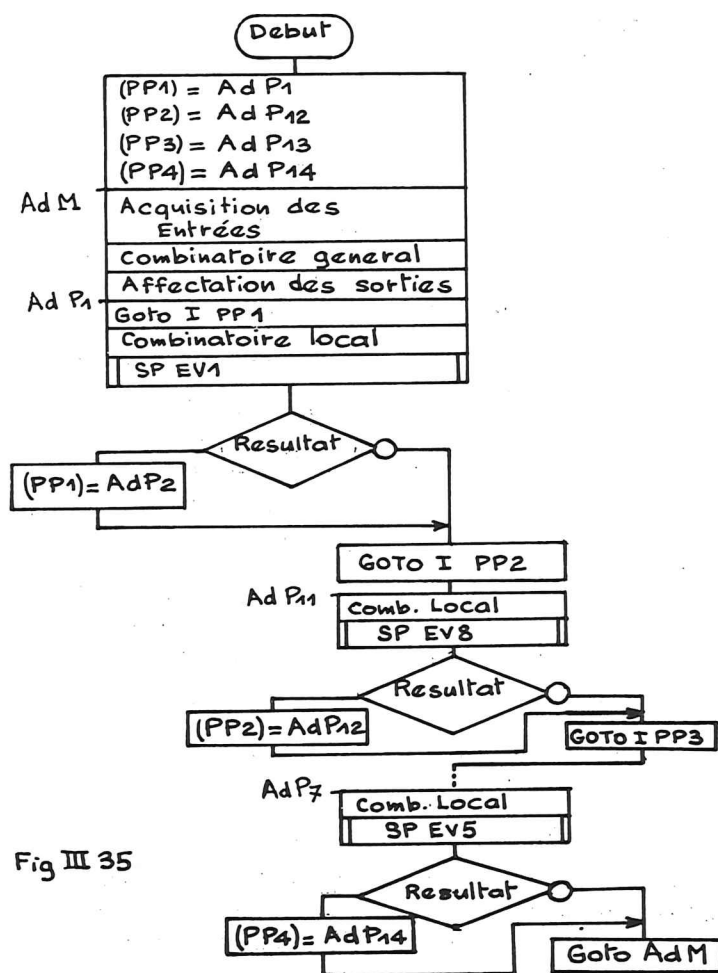 Debut
(PP1) = Ad P1
(PP2) = Ad P12
(PP3) = Ad P13
(PP4) = Ad P14
Ad M
Acquisition des
Entrées
Combinatoire general
Affectation des sorties
Ad P1
Goto I PP1
Combinatoire local
SP EV1
Resultat
(PP1) = AdP2
GOTO I PP2
Ad P11
Comb. Local
SP EV8
Resultat
(PP2) = AdP12
GOTO I PP3
Ad P7
Comb. Local
SP EV5
Fig III 35
Resultat
(PP4) = AdP14
Goto AdM